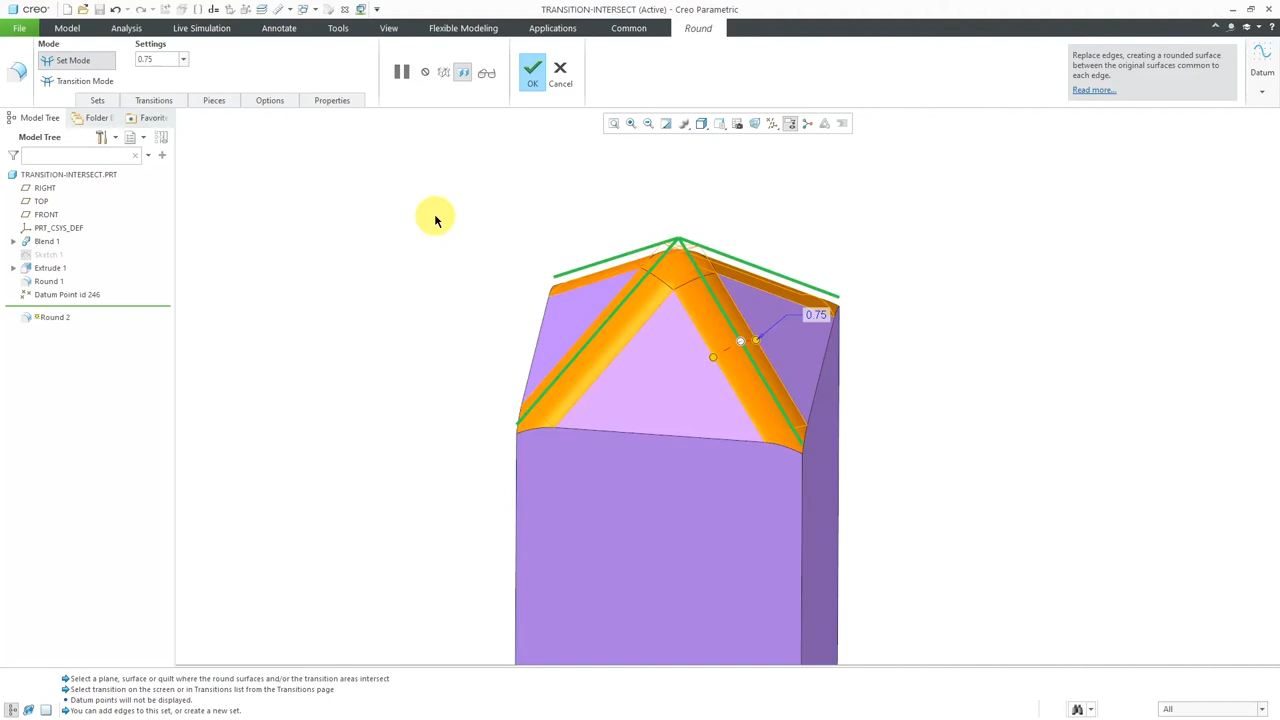 creo
TRANSITION-INTERSECT (Active) - Creo Parametric
File
Model
Analysis
Live Simulation
Annotate
Tools
View
Flexible Modeling
Applications
Common
Round
Mode
Settings
Set Mode
0.75
Transition Mode
OK
Cancel
Replace edges, creating a rounded surface
between the original surfaces common to
each edge.
Read more...
Datum
Sets
Transitions
Pieces
Options
Properties
Model Tree
Folder
Favorit
Model Tree
TRANSITION-INTERSECT.PRT
RIGHT
TOP
FRONT
PRT_CSYS_DEF
Blend 1
Sketch 1
Extrude 1
Round 1
Datum Point id 246
Round 2
0.75
Select a plane, surface or quilt where the round surfaces and/or the transition areas intersect
Select transition on the screen or in Transitions list from the Transitions page
Datum points will not be displayed.
You can add edges to this set, or create a new set.
All